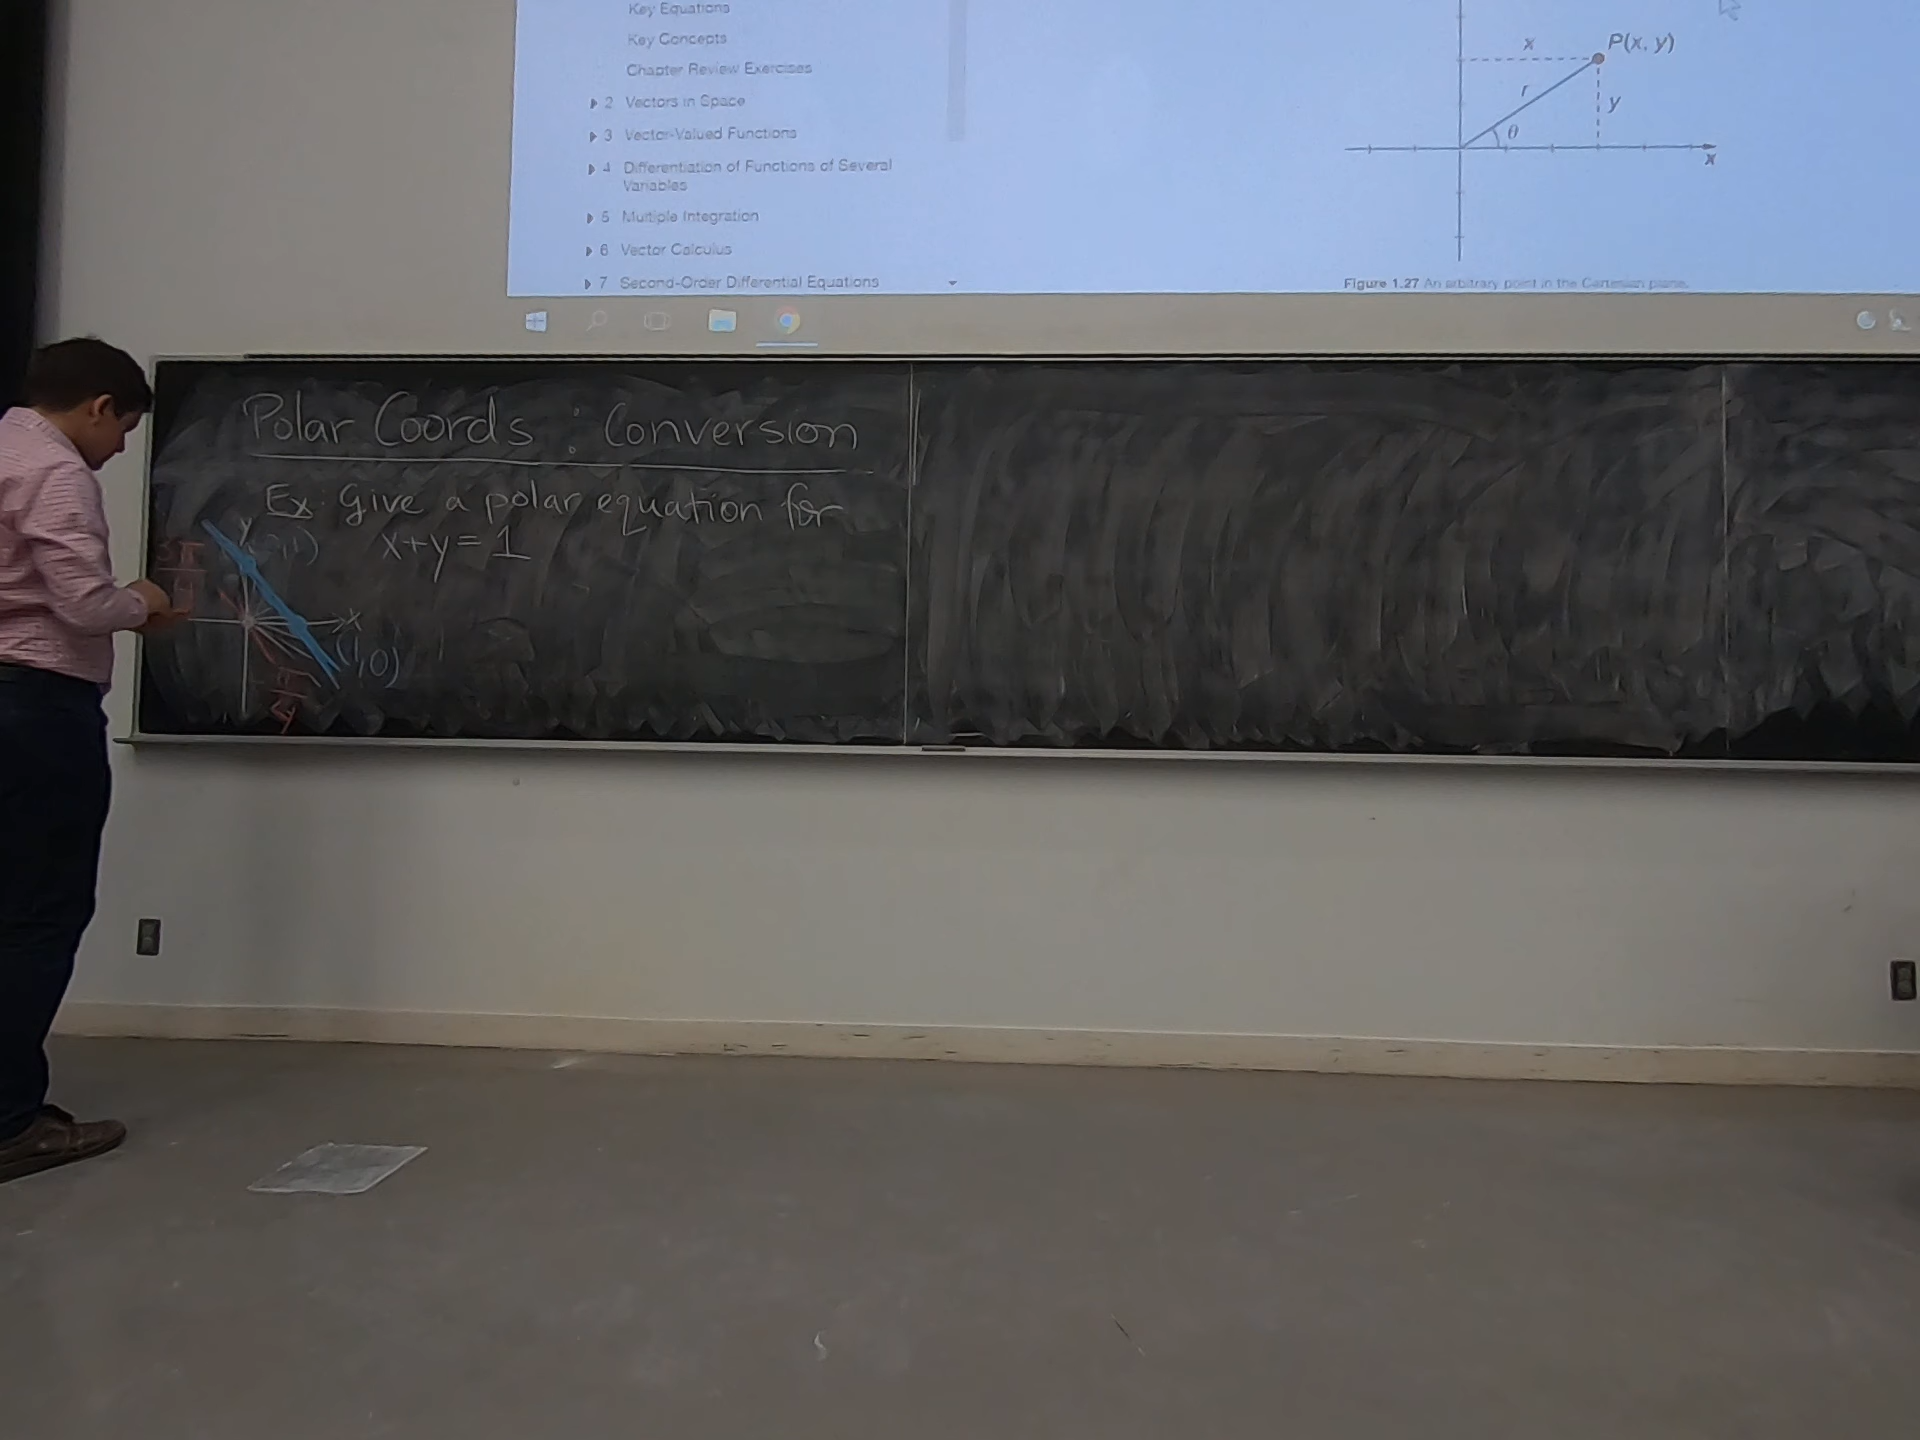 Key Equations
Key Concepts
Chapter Review Exercises
2 Vectors in Space
3 Vector-Valued Functions
4 Differentiation of Functions of Several
Variables
5 Multiple Integration
6 Vector Calculus
7 Second-Order Differential Equations
x
P(x, y)
r
y
θ
x
Figure 1.27 An arbitrary point in the Cartesian plane.
Polar Coords : Conversion
Ex: Give a polar equation for
x+y=1
y
3π
x
(1,0)
π
4